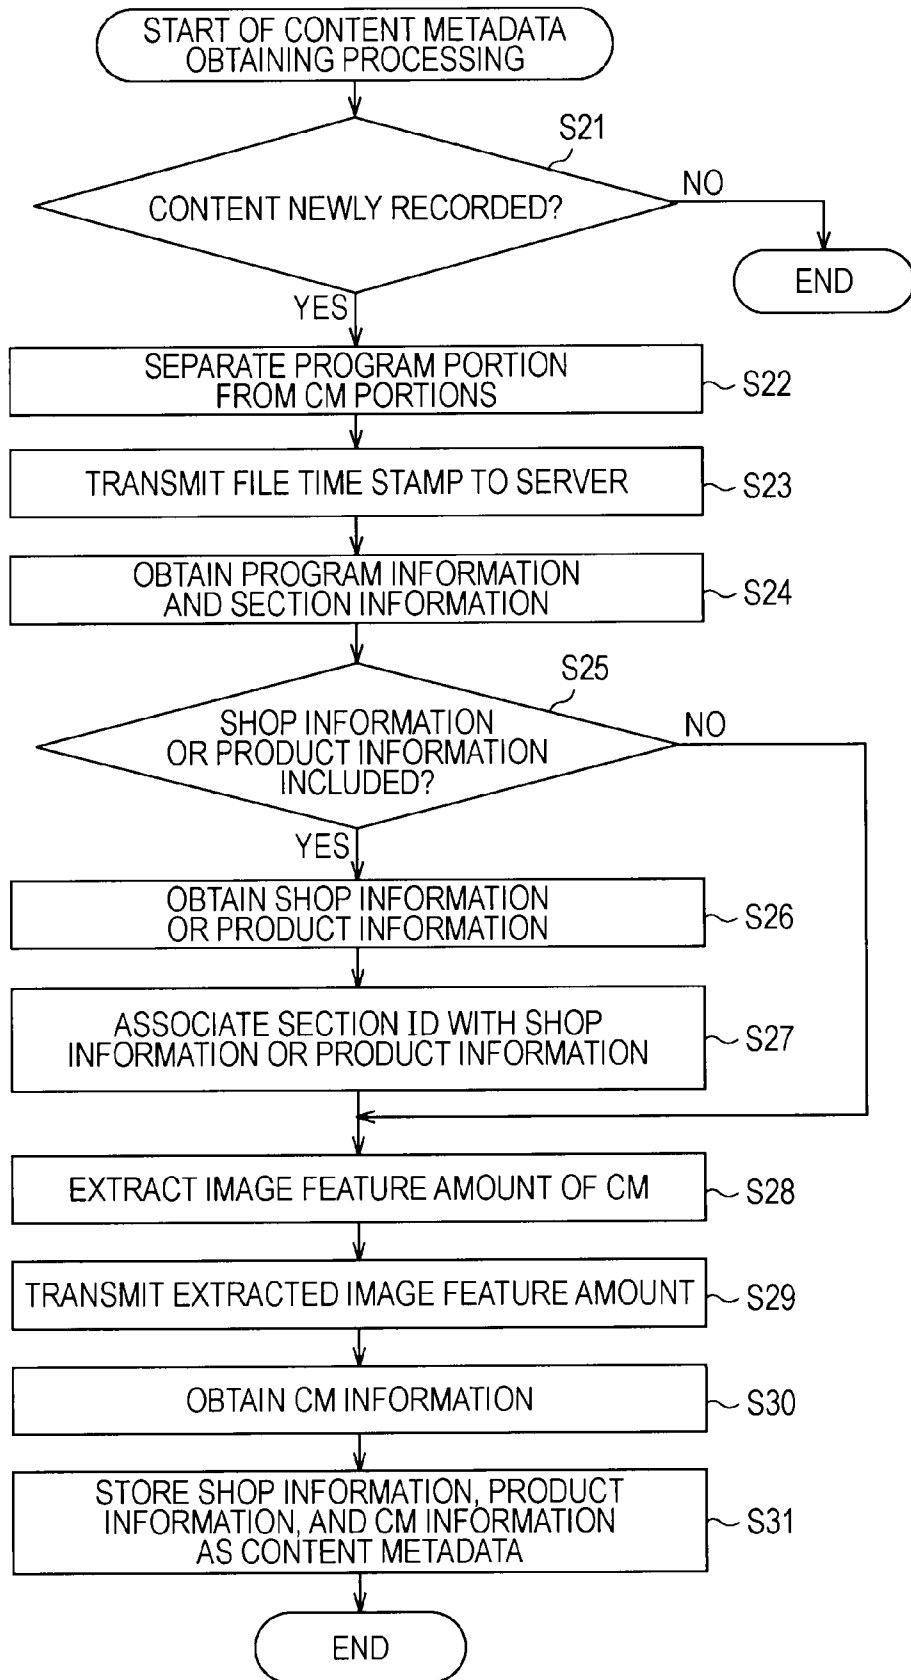 START OF CONTENT METADATA
OBTAINING PROCESSING
S21
CONTENT NEWLY RECORDED?
NO
END
YES
SEPARATE PROGRAM PORTION
FROM CM PORTIONS
S22
TRANSMIT FILE TIME STAMP TO SERVER
S23
OBTAIN PROGRAM INFORMATION
AND SECTION INFORMATION
S24
S25
SHOP INFORMATION
OR PRODUCT INFORMATION
INCLUDED?
NO
YES
OBTAIN SHOP INFORMATION
OR PRODUCT INFORMATION
S26
ASSOCIATE SECTION ID WITH SHOP
INFORMATION OR PRODUCT INFORMATION
S27
EXTRACT IMAGE FEATURE AMOUNT OF CM
S28
TRANSMIT EXTRACTED IMAGE FEATURE AMOUNT
S29
OBTAIN CM INFORMATION
S30
STORE SHOP INFORMATION, PRODUCT
INFORMATION, AND CM INFORMATION
AS CONTENT METADATA
S31
END